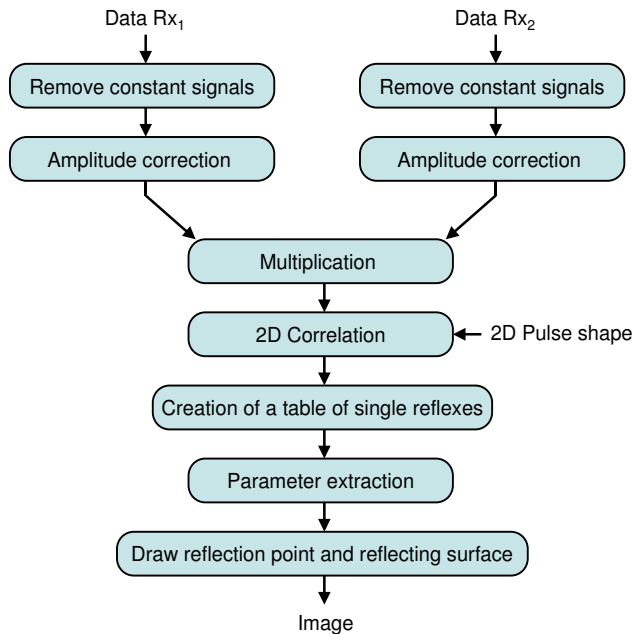 Data Rx1
Data Rx2
Remove constant signals
Remove constant signals
Amplitude correction
Amplitude correction
Multiplication
2D Correlation
2D Pulse shape
Creation of a table of single reflexes
Parameter extraction
Draw reflection point and reflecting surface
Image